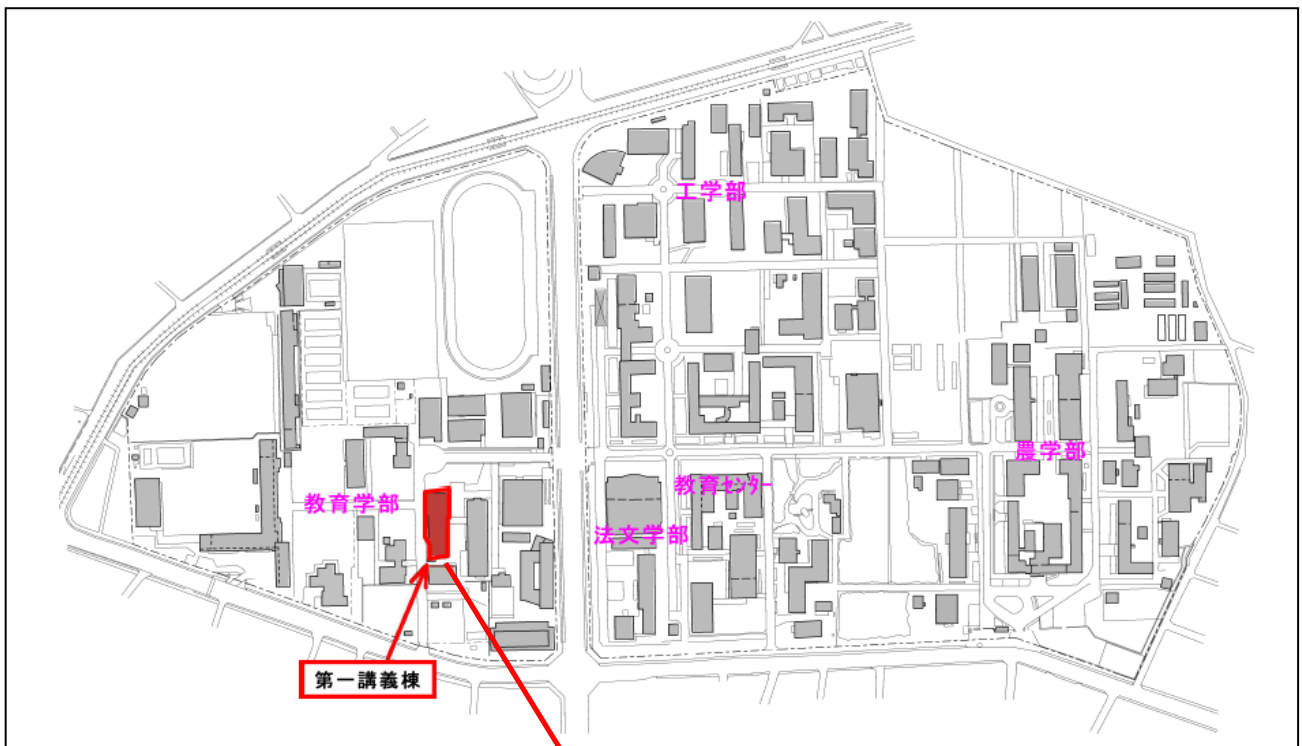 工学部
農学部
教育センター
教育学部
法文学部
第一講義棟